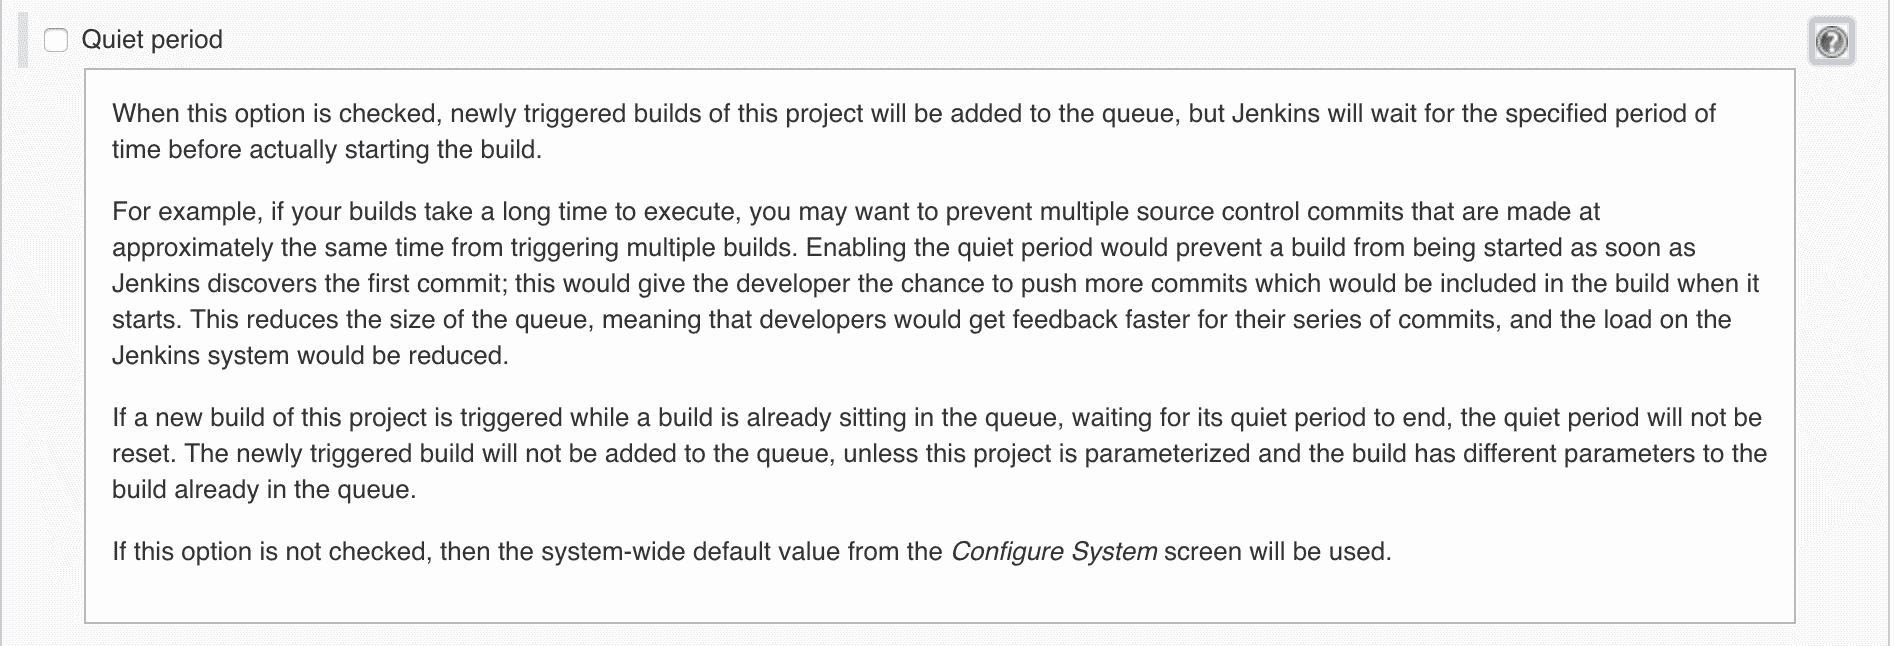 Quiet period
When this option is checked, newly triggered builds of this project will be added to the queue, but Jenkins will wait for the specified period of
time before actually starting the build.
For example, if your builds take a long time to execute, you may want to prevent multiple source control commits that are made at
approximately the same time from triggering multiple builds. Enabling the quiet period would prevent a build from being started as soon as
Jenkins discovers the first commit; this would give the developer the chance to push more commits which would be included in the build when it
starts. This reduces the size of the queue, meaning that developers would get feedback faster for their series of commits, and the load on the
Jenkins system would be reduced.
If a new build of this project is triggered while a build is already sitting in the queue, waiting for its quiet period to end, the quiet period will not be
reset. The newly triggered build will not be added to the queue, unless this project is parameterized and the build has different parameters to the
build already in the queue.
If this option is not checked, then the system-wide default value from the Configure System screen will be used.